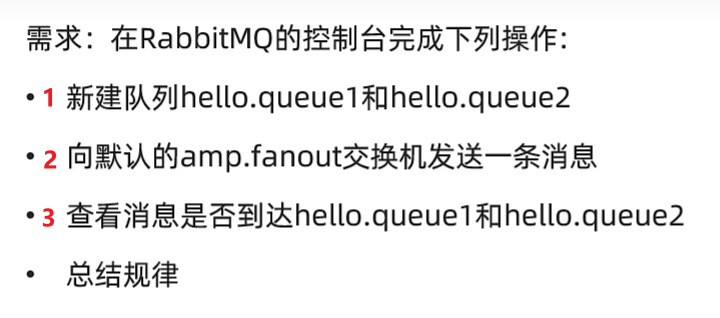 需求：在RabbitMQ的控制台完成下列操作：
• 1 新建队列hello.queue1和hello.queue2
• 2 向默认的amp.fanout交换机发送一条消息
• 3 查看消息是否到达hello.queue1和hello.queue2
• 总结规律